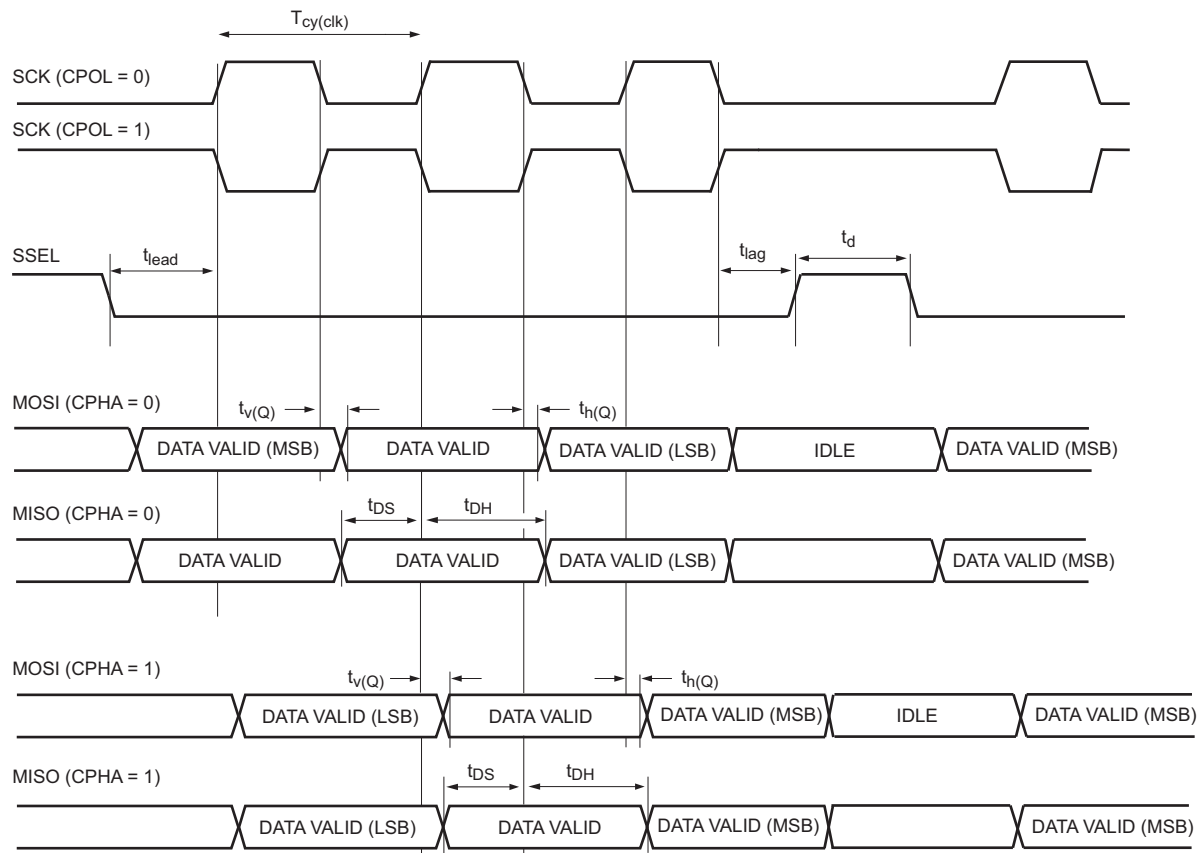 Tcy(clk)
SCK (CPOL = 0)
SCK (CPOL = 1)
SSEL
tlead
tlag
td
MOSI (CPHA = 0)
tv(Q)
th(Q)
DATA VALID (MSB) DATA VALID DATA VALID (LSB) IDLE DATA VALID (MSB)
tDS tDH
MISO (CPHA = 0)
DATA VALID DATA VALID DATA VALID (LSB) DATA VALID (MSB)
MOSI (CPHA = 1)
tv(Q)
th(Q)
DATA VALID (LSB) DATA VALID DATA VALID (MSB) IDLE DATA VALID (MSB)
tDS tDH
MISO (CPHA = 1)
DATA VALID (LSB) DATA VALID DATA VALID (MSB) DATA VALID (MSB)